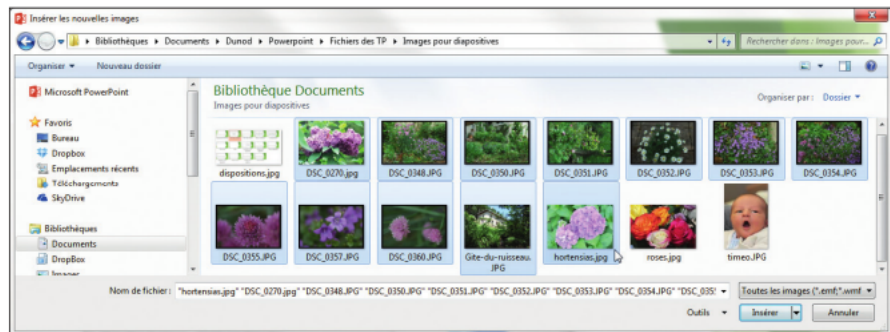 Insérer les nouvelles images
Bibliothèques Documents Dunod Powerpoint Fichiers des TP Images pour diapositives
Rechercher dans : Images pour...
Organiser Nouveau dossier
Microsoft PowerPoint
Favoris
Bureau
Dropbox
Emplacements récents
Téléchargements
SkyDrive
Bibliothèques
Documents
DropBox
Images
Bibliothèque Documents
Images pour diapositives
Organiser par : Dossier
dispositions.jpg DSC_0270.jpg DSC_0348.JPG DSC_0350.JPG DSC_0351.JPG DSC_0352.JPG DSC_0353.JPG DSC_0354.JPG
DSC_0355.JPG DSC_0357.JPG DSC_0360.JPG Gite-du-ruisseau. hortensias.jpg roses.jpg timeo.JPG
JPG
Nom de fichier : "hortensias.jpg" "DSC_0270.jpg" "DSC_0348.JPG" "DSC_0350.JPG" "DSC_0351.JPG" "DSC_0352.JPG" "DSC_0353.JPG" "DSC_0354.JPG" "DSC_035! Toutes les images (*.emf;*.wmf
Outils Insérer Annuler